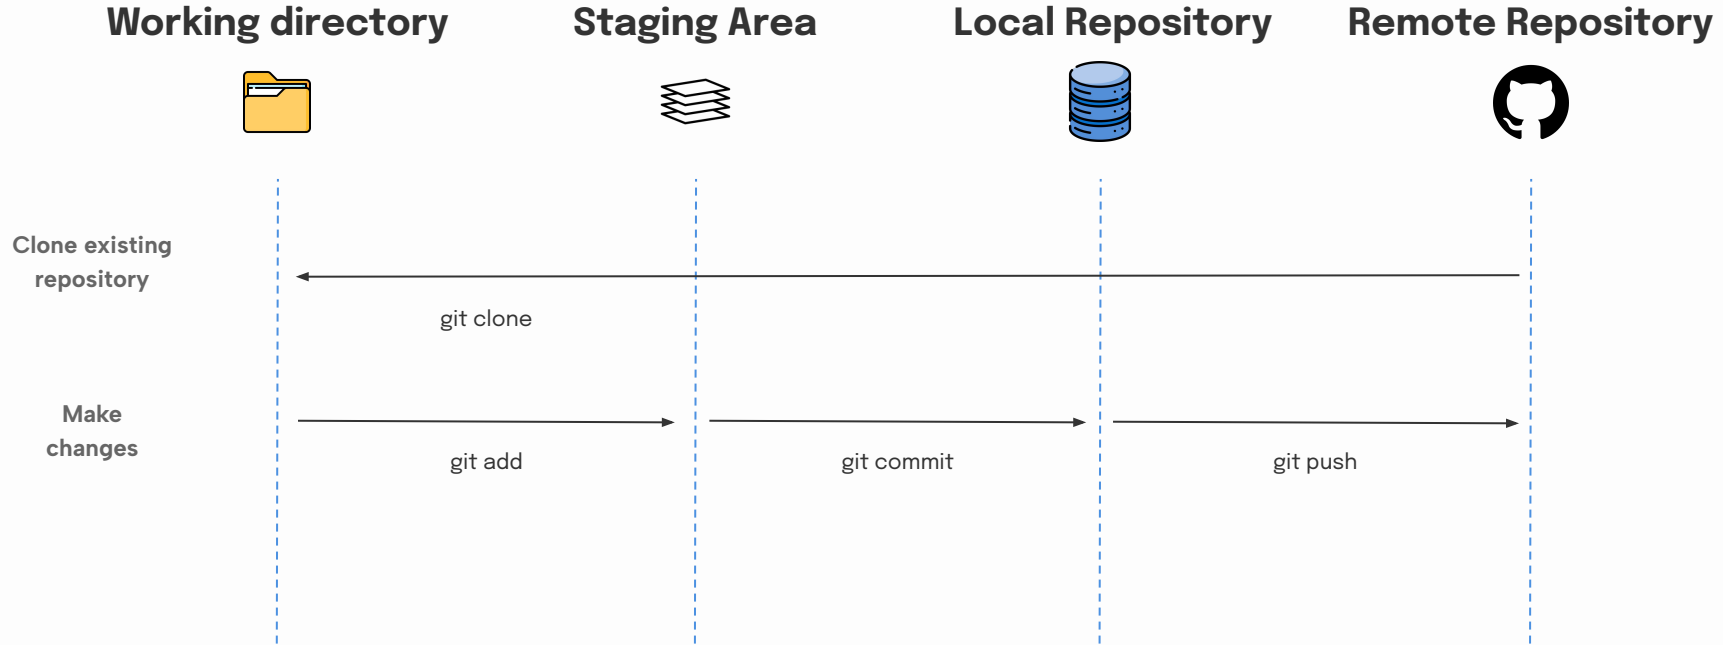 Working directory
Staging Area
Local Repository
Remote Repository
Clone existing
repository
git clone
Make
changes
git add
git commit
git push